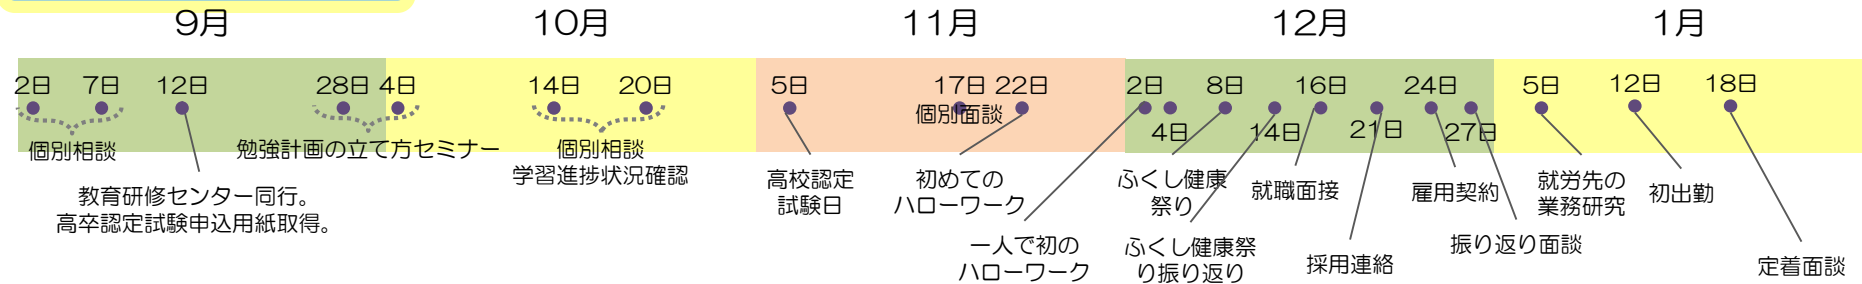 9月
10月
11月
12月
1月
2日
7日
12日
28日
4日
14日
20日
5日
17日
22日
2日
8日
16日
24日
5日
12日
18日
4日
14日
21日
27日
個別相談
教育研修センター同行。
高卒認定試験申込用紙取得。
勉強計画の立て方セミナー
個別相談
学習進捗状況確認
高校認定
試験日
個別面談
初めての
ハローワーク
一人で初の
ハローワーク
ふくし健康
祭り
ふくし健康祭
り振り返り
就職面接
採用連絡
雇用契約
振り返り面談
就労先の
業務研究
初出勤
定着面談